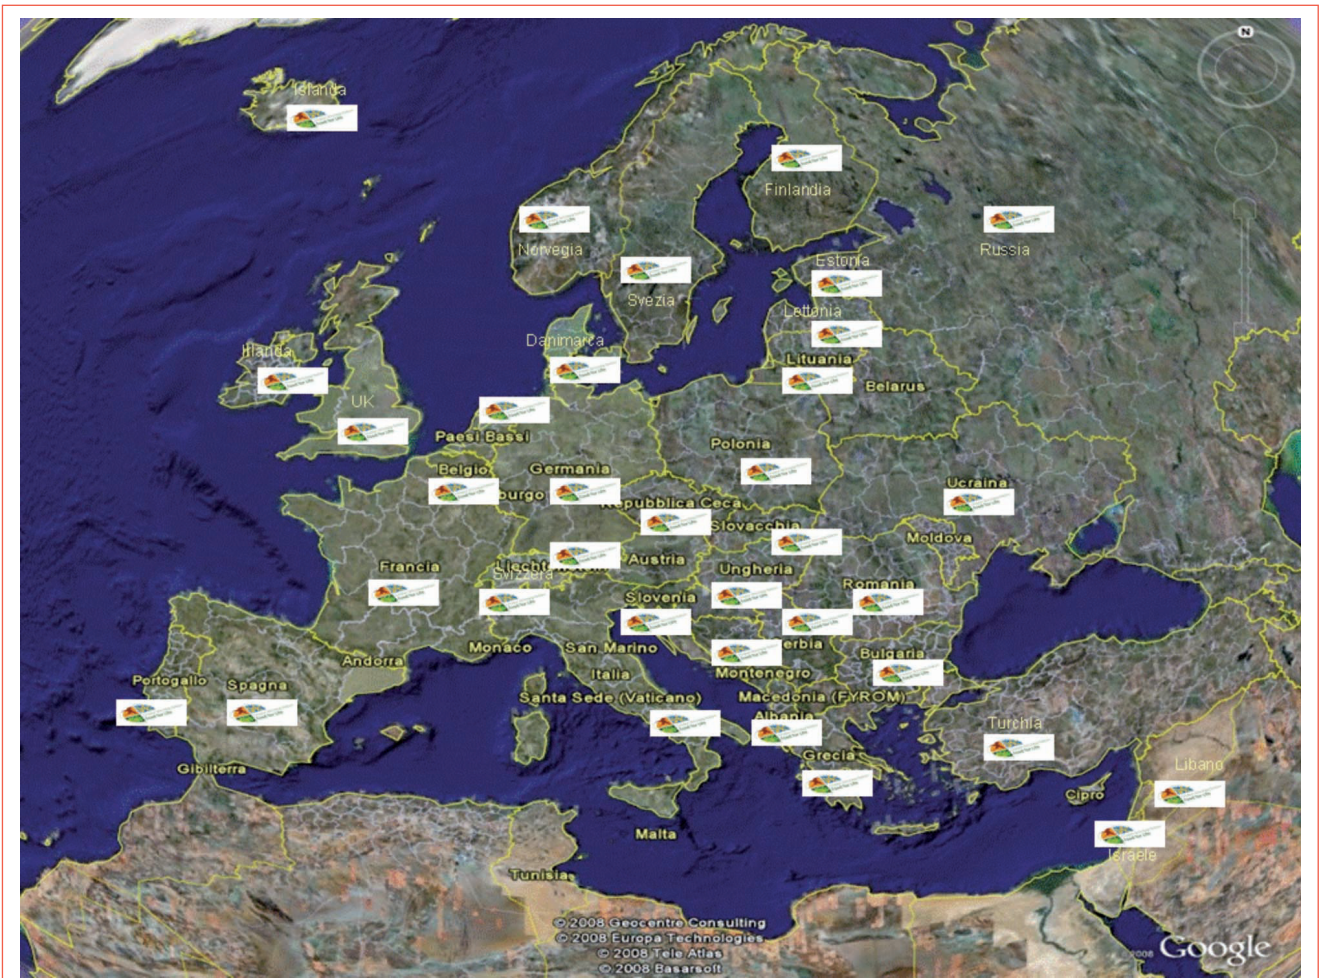 N
Islanda
Finlandia
Norvegia
Russia
Estonia
Svezia
Lettonia
Danimarca
Irlanda
Lituania
Belarus
UK
Paesi Bassi
Polonia
Belgio
Germania
Ucraina
burgo
Repubblica Ceca
Slovacchia
Moldova
Austria
Francia
Svizzera
Ungheria
Romania
Slovenia
Monaco
San Marino
erbia
Bulgaria
Andorra
Italia
Montenegro
Portogallo
Spagna
Santa Sede (Vaticano)
Macedonia (FYROM)
Albania
Turchia
Grecia
Libano
Gibilterra
Cipro
Malta
Israele
Tunisia
© 2008 Geocentre Consulting
© 2008 Europa Technologies
© 2008 Tele Atlas
© 2008 Basarsoft
©2008 Google